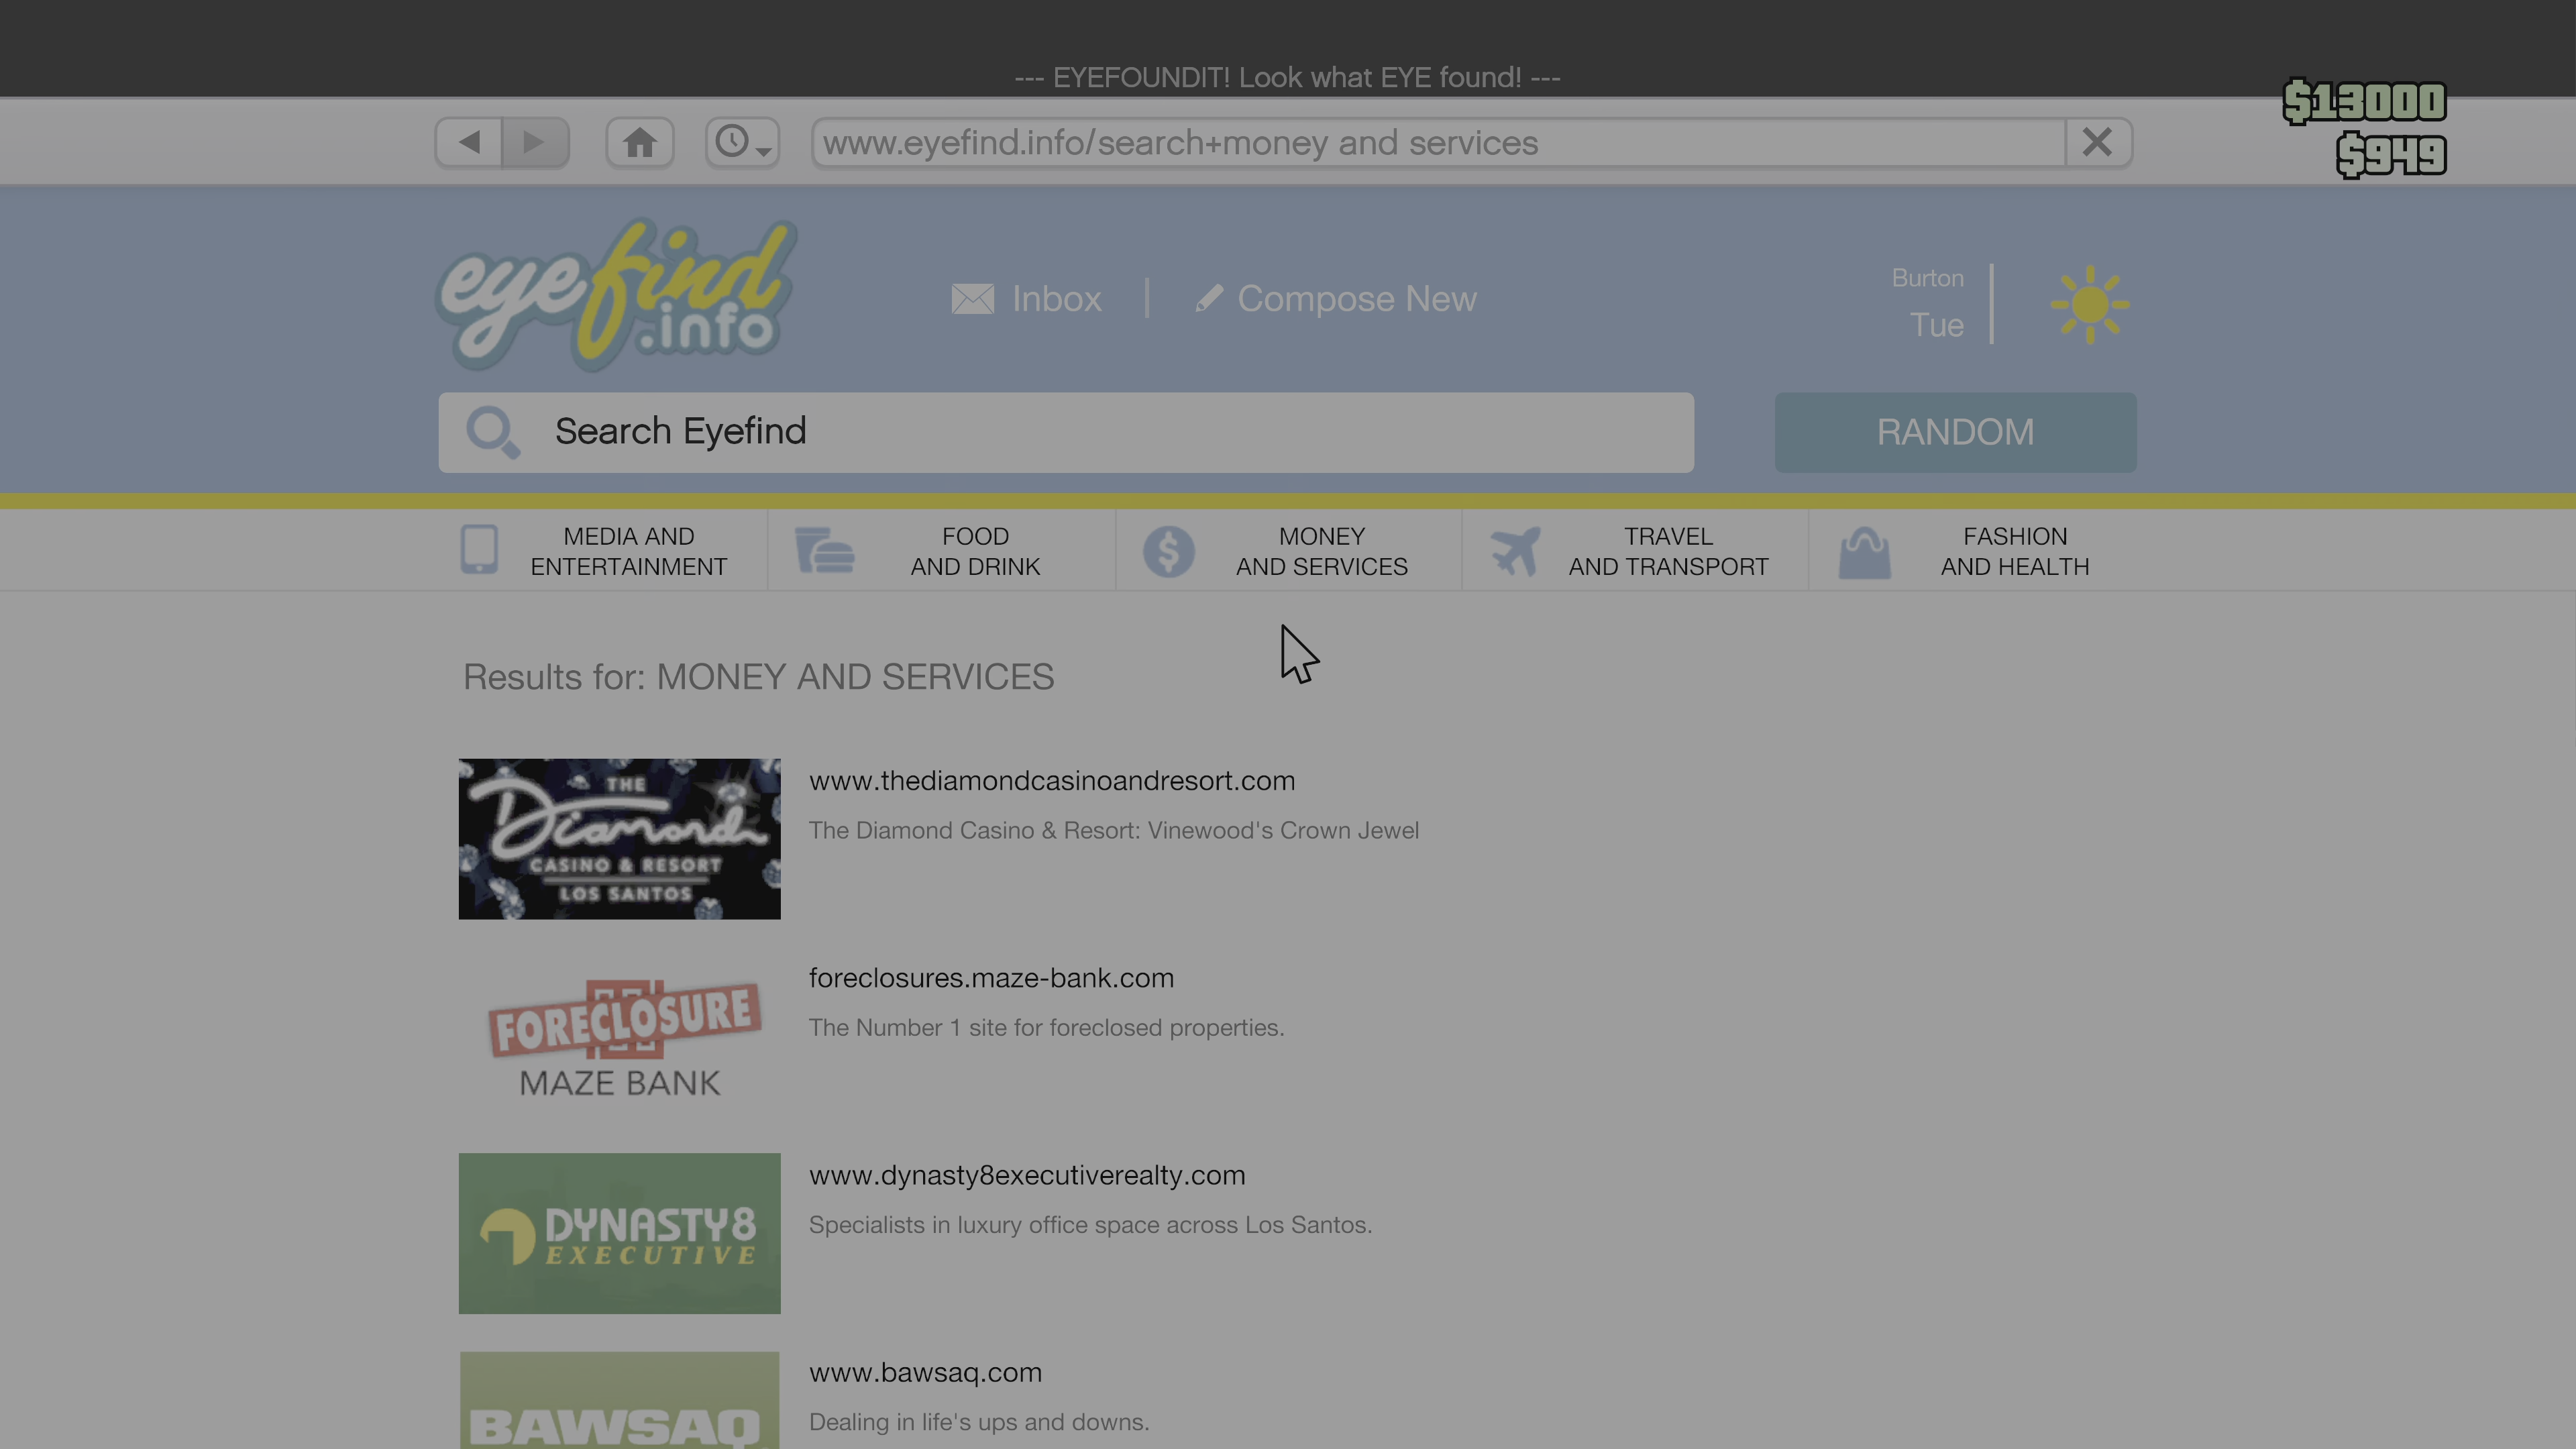 --- EYEFOUNDIT! Look what EYE found! ---
$13000
www.eyefind.info/search+money and services
$949
eyefind
.info
Inbox
Compose New
Burton
Tue
Search Eyefind
RANDOM
MEDIA AND
ENTERTAINMENT
FOOD
AND DRINK
MONEY
AND SERVICES
TRAVEL
AND TRANSPORT
FASHION
AND HEALTH
Results for: MONEY AND SERVICES
THE
Diamond
CASINO & RESORT
LOS SANTOS
www.thediamondcasinoandresort.com
The Diamond Casino & Resort: Vinewood's Crown Jewel
FORECLOSURE
MAZE BANK
foreclosures.maze-bank.com
The Number 1 site for foreclosed properties.
DYNASTY8
EXECUTIVE
www.dynasty8executiverealty.com
Specialists in luxury office space across Los Santos.
BAWSAQ
www.bawsaq.com
Dealing in life's ups and downs.